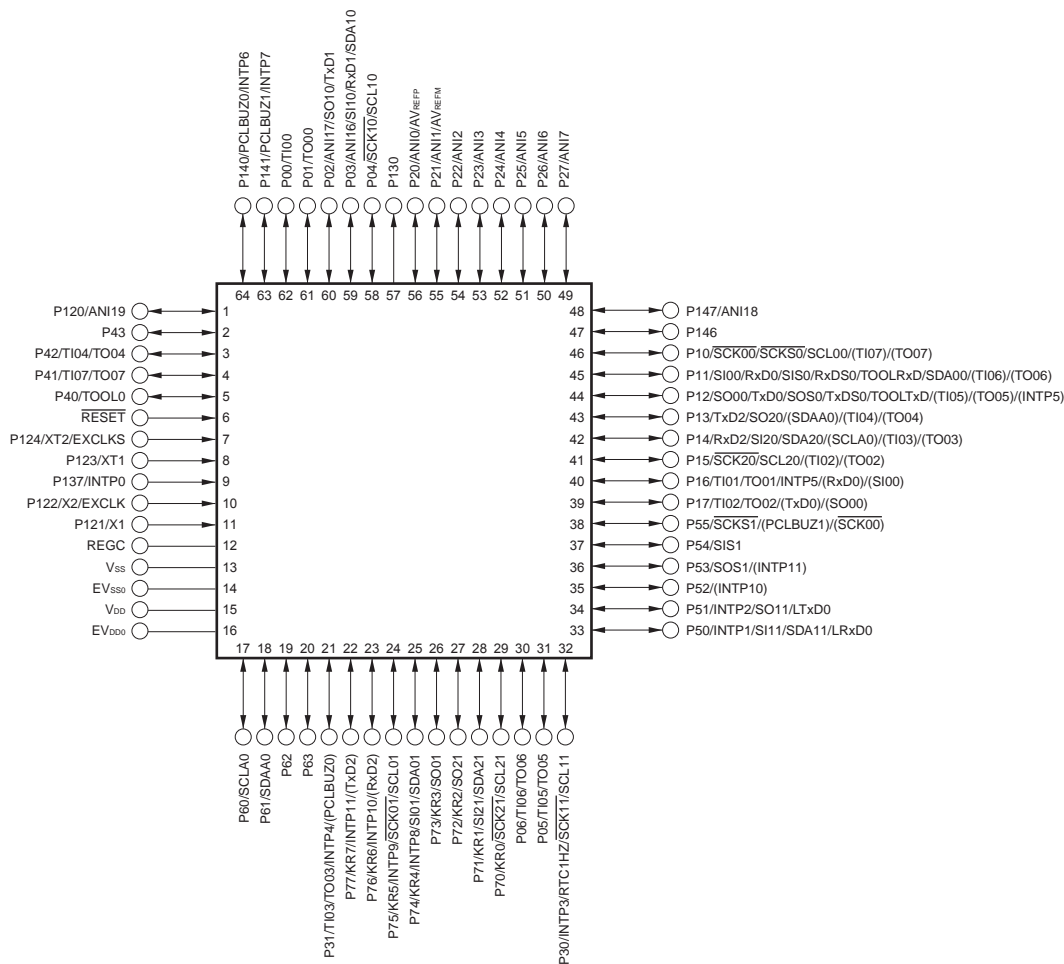 P140/PCLBUZ0/INTP6
P141/PCLBUZ1/INTP7
P00/TI00
P01/TO00
P02/ANI17/SO10/TxD1
P03/ANI16/SI10/RxD1/SDA10
P04/SCK10/SCL10
P130
P20/ANI0/AVREFP
P21/ANI1/AVREFM
P22/ANI2
P23/ANI3
P24/ANI4
P25/ANI5
P26/ANI6
P27/ANI7
64 63 62 61 60 59 58 57 56 55 54 53 52 51 50 49
P120/ANI19 1
P43 2
P42/TI04/TO04 3
P41/TI07/TO07 4
P40/TOOL0 5
RESET 6
P124/XT2/EXCLKS 7
P123/XT1 8
P137/INTP0 9
P122/X2/EXCLK 10
P121/X1 11
REGC 12
VSS 13
EVSS0 14
VDD 15
EVDD0 16
48 P147/ANI18
47 P146
46 P10/SCK00/SCKS0/SCL00/(TI07)/(TO07)
45 P11/SI00/RxD0/SIS0/RxDS0/TOOLRxD/SDA00/(TI06)/(TO06)
44 P12/SO00/TxD0/SOS0/TxDS0/TOOLTxD/(TI05)/(TO05)/(INTP5)
43 P13/TxD2/SO20/(SDAA0)/(TI04)/(TO04)
42 P14/RxD2/SI20/SDA20/(SCLA0)/(TI03)/(TO03)
41 P15/SCK20/SCL20/(TI02)/(TO02)
40 P16/TI01/TO01/INTP5/(RxD0)/(SI00)
39 P17/TI02/TO02/(TxD0)/(SO00)
38 P55/SCKS1/(PCLBUZ1)/(SCK00)
37 P54/SIS1
36 P53/SOS1/(INTP11)
35 P52/(INTP10)
34 P51/INTP2/SO11/LTxD0
33 P50/INTP1/SI11/SDA11/LRxD0
17 18 19 20 21 22 23 24 25 26 27 28 29 30 31 32
P60/SCLA0
P61/SDAA0
P62
P63
P31/TI03/TO03/INTP4/(PCLBUZ0)
P77/KR7/INTP11/(TxD2)
P76/KR6/INTP10/(RxD2)
P75/KR5/INTP9/SCK01/SCL01
P74/KR4/INTP8/SI01/SDA01
P73/KR3/SO01
P72/KR2/SO21
P71/KR1/SI21/SDA21
P70/KR0/SCK21/SCL21
P06/TI06/TO06
P05/TI05/TO05
P30/INTP3/RTC1HZ/SCK11/SCL11